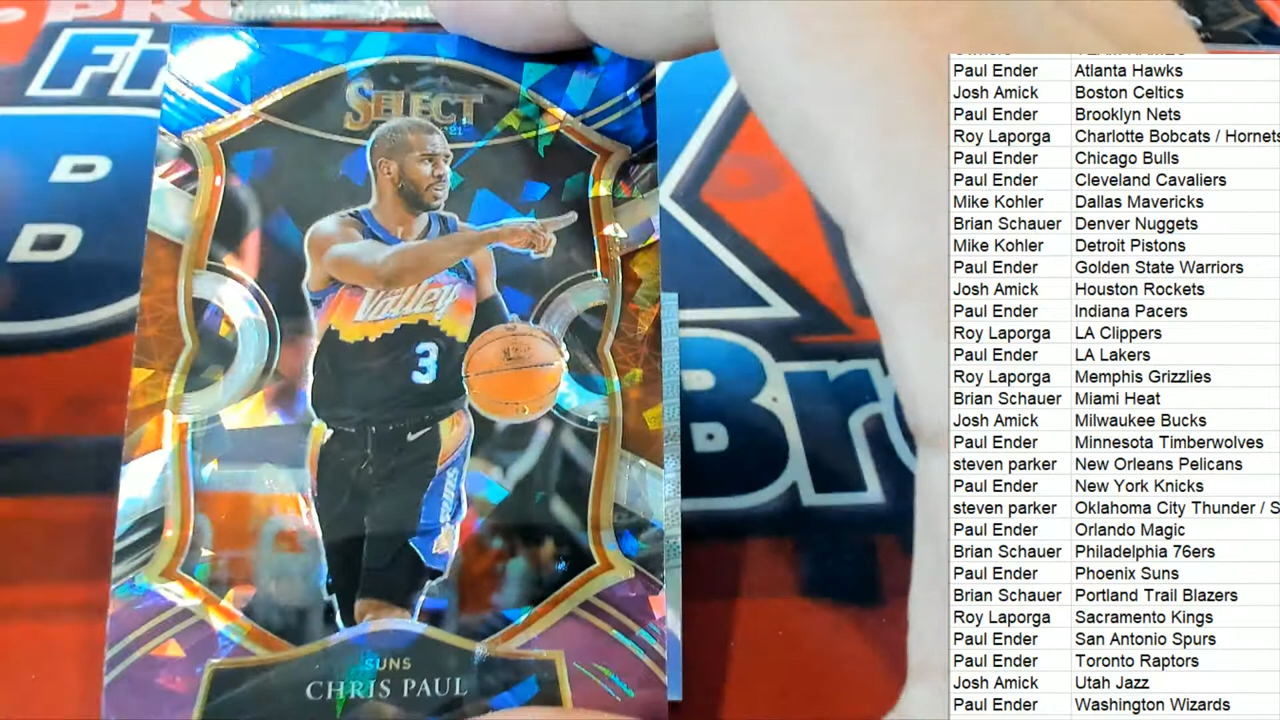 PRO
Fr
D
D
SELECT
Valley
3
SUNS
SUNS
CHRIS PAUL
Br
Paul Ender Atlanta Hawks
Josh Amick Boston Celtics
Paul Ender Brooklyn Nets
Roy Laporga Charlotte Bobcats / Hornets
Paul Ender Chicago Bulls
Paul Ender Cleveland Cavaliers
Mike Kohler Dallas Mavericks
Brian Schauer Denver Nuggets
Mike Kohler Detroit Pistons
Paul Ender Golden State Warriors
Josh Amick Houston Rockets
Paul Ender Indiana Pacers
Roy Laporga LA Clippers
Paul Ender LA Lakers
Roy Laporga Memphis Grizzlies
Brian Schauer Miami Heat
Josh Amick Milwaukee Bucks
Paul Ender Minnesota Timberwolves
steven parker New Orleans Pelicans
Paul Ender New York Knicks
steven parker Oklahoma City Thunder / S
Paul Ender Orlando Magic
Brian Schauer Philadelphia 76ers
Paul Ender Phoenix Suns
Brian Schauer Portland Trail Blazers
Roy Laporga Sacramento Kings
Paul Ender San Antonio Spurs
Paul Ender Toronto Raptors
Josh Amick Utah Jazz
Paul Ender Washington Wizards